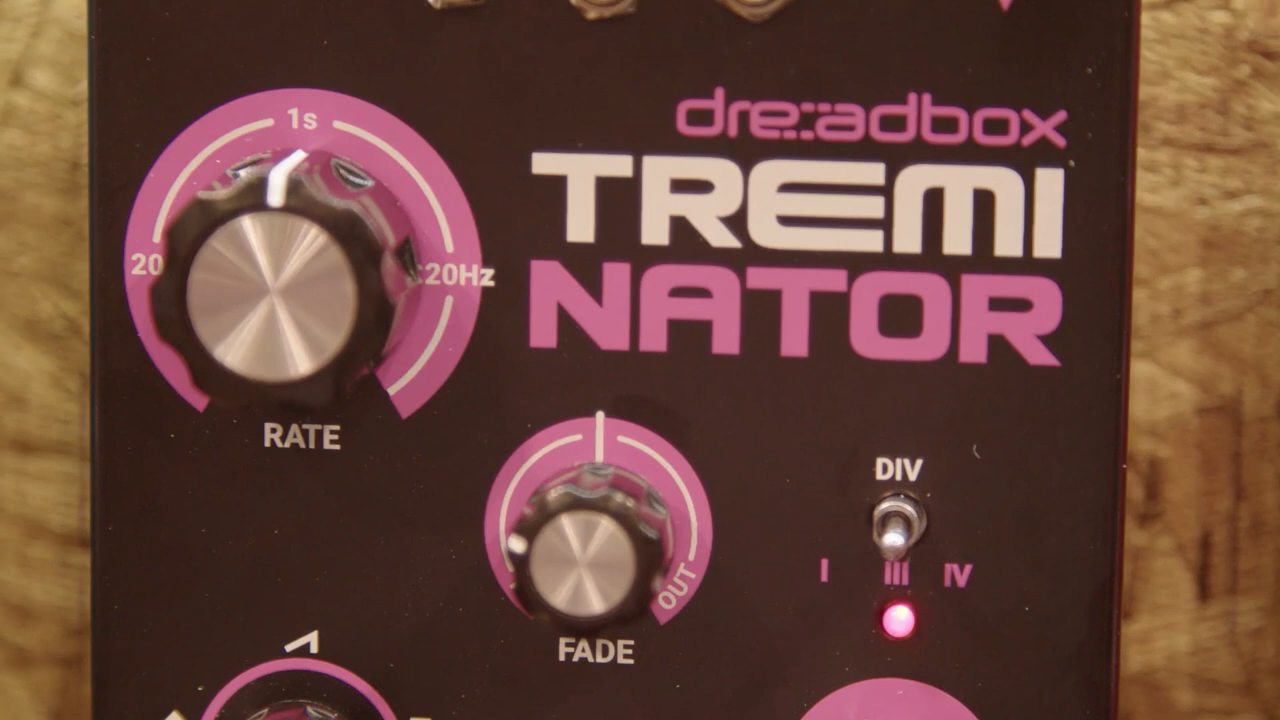 dre::adbox
TREMI
NATOR
1s
20
20Hz
RATE
OUT
FADE
DIV
I III IV